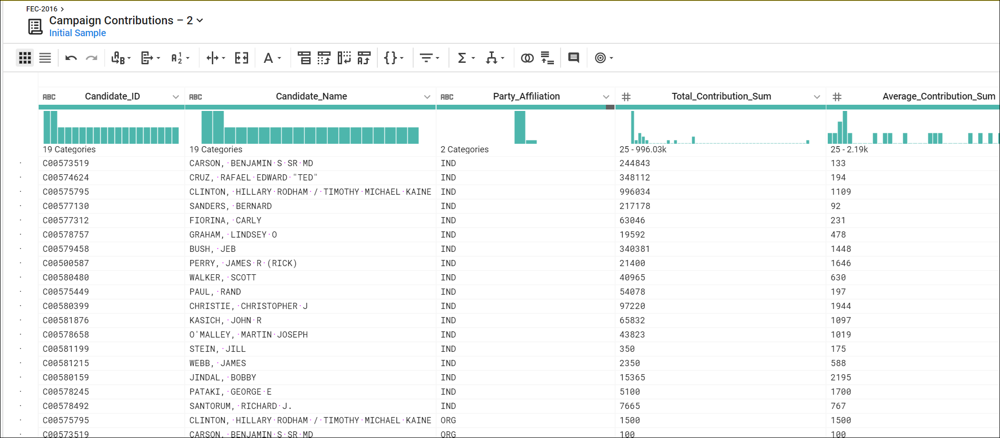 FEC-2016
Campaign Contributions – 2
Initial Sample
ABC Candidate_ID ABC Candidate_Name ABC Party_Affiliation # Total_Contribution_Sum # Average_Contribution_Sum
19 Categories 19 Categories 2 Categories 25 - 996.03k 25 - 2.19k
C00573519 CARSON,·BENJAMIN·S·SR·MD IND 244843 133
C00574624 CRUZ,·RAFAEL·EDWARD·"TED" IND 348112 194
C00575795 CLINTON,·HILLARY·RODHAM·/·TIMOTHY·MICHAEL·KAINE IND 996034 1109
C00577130 SANDERS,·BERNARD IND 217178 92
C00577312 FIORINA,·CARLY IND 63046 231
C00578757 GRAHAM,·LINDSEY·O IND 19592 478
C00579458 BUSH,·JEB IND 340381 1448
C00500587 PERRY,·JAMES·R·(RICK) IND 21400 1646
C00580480 WALKER,·SCOTT IND 40965 630
C00575449 PAUL,·RAND IND 54078 197
C00580399 CHRISTIE,·CHRISTOPHER·J IND 97220 1944
C00581876 KASICH,·JOHN·R IND 65832 1097
C00578658 O'MALLEY,·MARTIN·JOSEPH IND 43823 1019
C00581199 STEIN,·JILL IND 350 175
C00581215 WEBB,·JAMES IND 2350 588
C00580159 JINDAL,·BOBBY IND 15365 2195
C00578245 PATAKI,·GEORGE·E IND 5100 1700
C00578492 SANTORUM,·RICHARD·J. IND 7665 767
C00575795 CLINTON,·HILLARY·RODHAM·/·TIMOTHY·MICHAEL·KAINE ORG 1500 1500
C00573519 CARSON,·BENJAMIN·S·SR·MD ORG 100 100